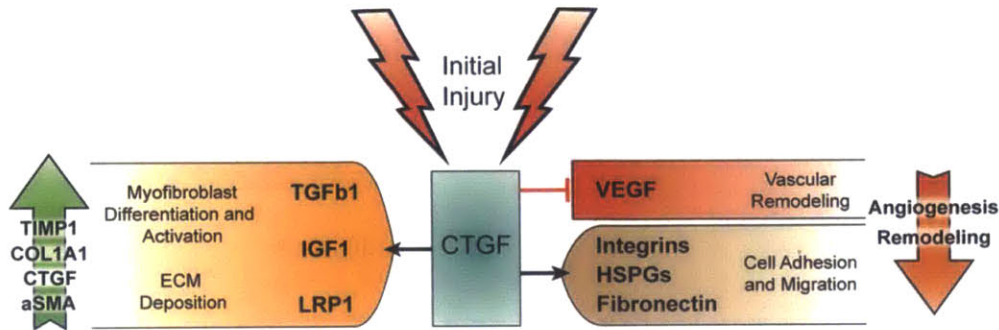 Initial
Injury
TIMP1
COL1A1
CTGF
aSMA
Myofibroblast
Differentiation and
Activation
ECM
Deposition
TGFb1
IGF1
LRP1
CTGF
VEGF
Vascular
Remodeling
Integrins
HSPGs
Fibronectin
Cell Adhesion
and Migration
Angiogenesis
Remodeling